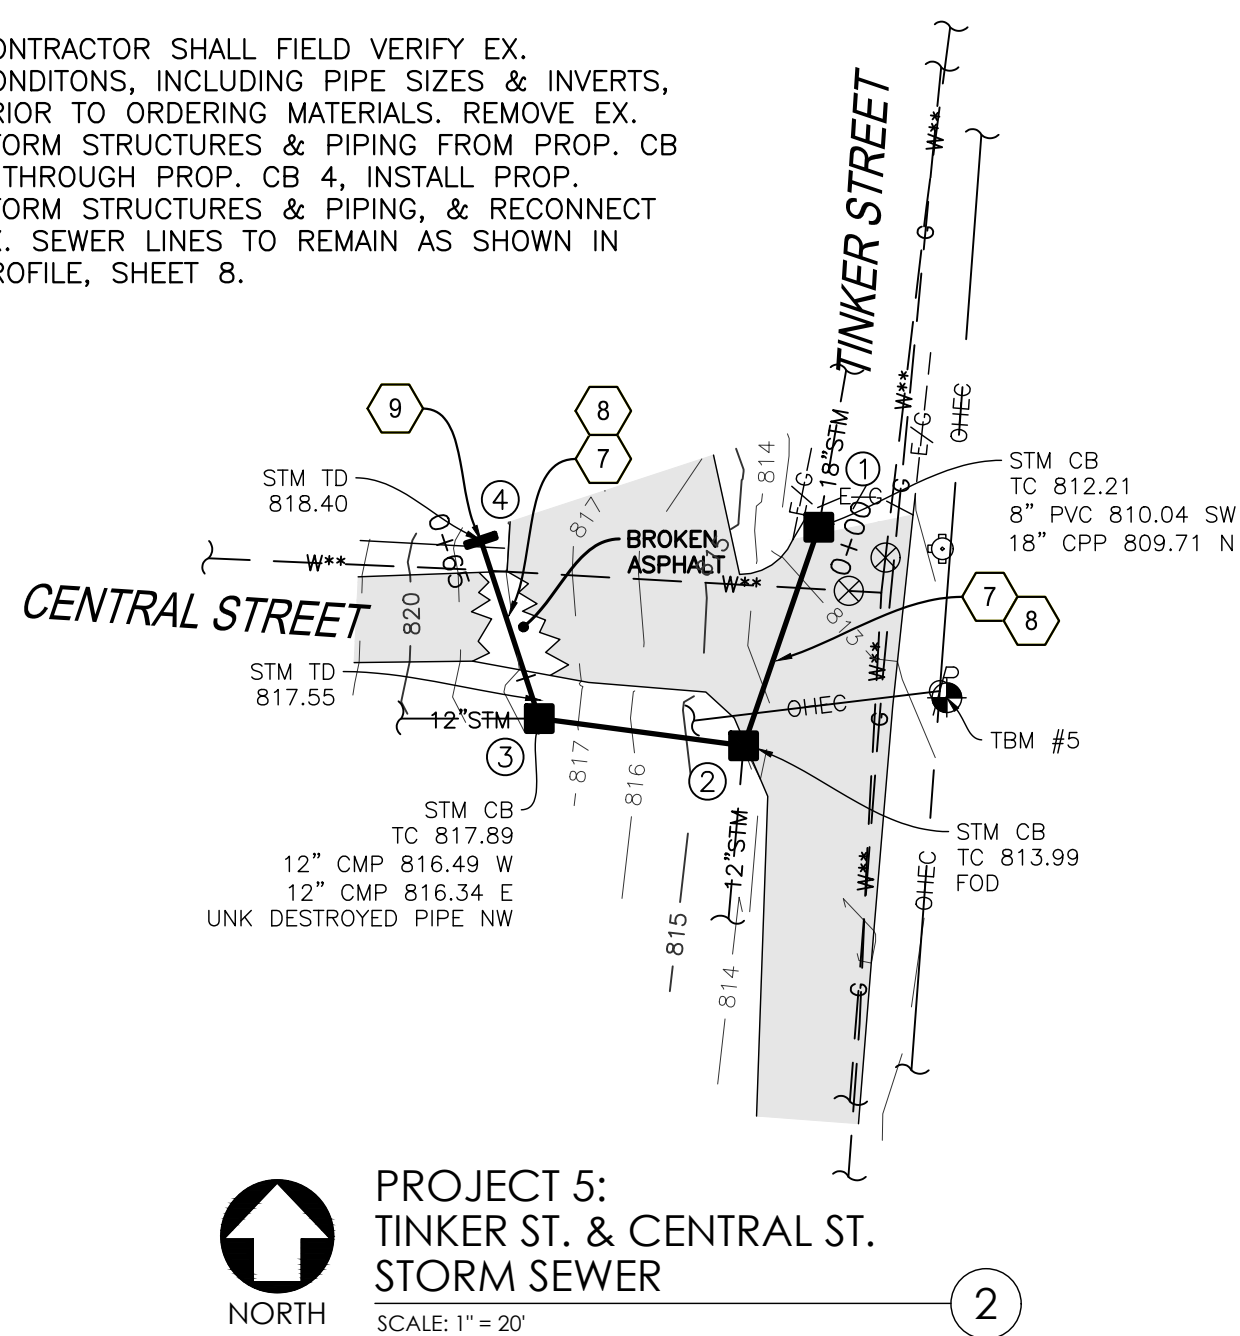 ONTRACTOR SHALL FIELD VERIFY EX.
ONDITONS, INCLUDING PIPE SIZES & INVERTS,
RIOR TO ORDERING MATERIALS. REMOVE EX.
TORM STRUCTURES & PIPING FROM PROP. CB
THROUGH PROP. CB 4, INSTALL PROP.
TORM STRUCTURES & PIPING, & RECONNECT
X. SEWER LINES TO REMAIN AS SHOWN IN
ROFILE, SHEET 8.
TINKER STREET
W**
G
W**
E/G
OHEC
9
8
7
STM TD
818.40
4
817
814
E/G
18"STM
1
E/G
G
STM CB
TC 812.21
8" PVC 810.04 SW
18" CPP 809.71 N
0+00
BROKEN
ASPHALT
815
W**
W**
CENTRAL STREET
820
813
7
8
W**
STM TD
817.55
OHEC
G
TBM #5
12"STM
3
2
817
816
STM CB
TC 817.89
12" CMP 816.49 W
12" CMP 816.34 E
UNK DESTROYED PIPE NW
12"STM
STM CB
TC 813.99
FOD
W**
OHEC
815
814
G
PROJECT 5:
TINKER ST. & CENTRAL ST.
STORM SEWER
NORTH
SCALE: 1" = 20'
2